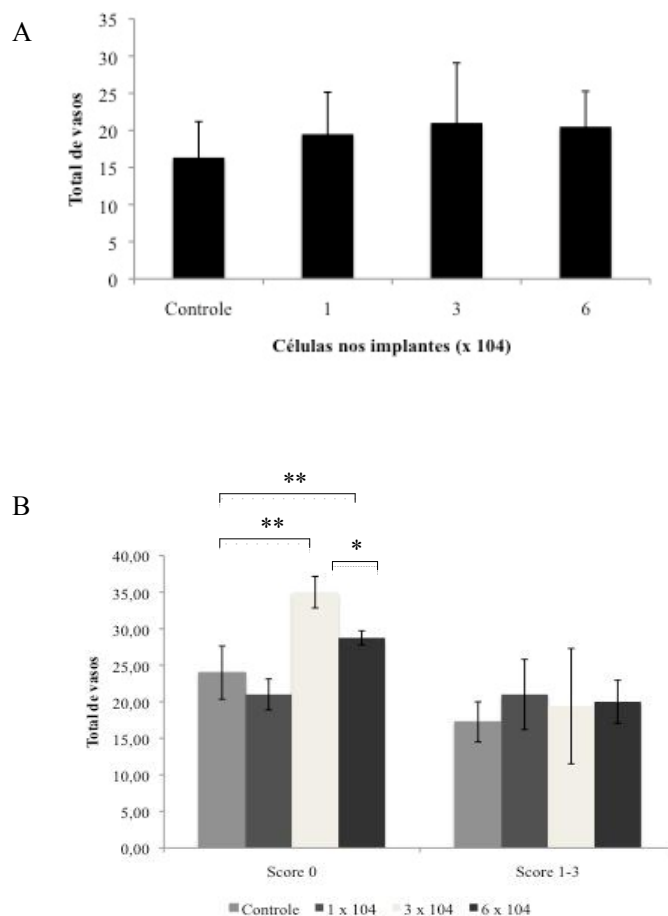 A
Total de vasos
35
30
25
20
15
10
5
0
Controle 1 3 6
Células nos implantes (x 104)
B
**
**
*
Total de vasos
40,00
35,00
30,00
25,00
20,00
15,00
10,00
5,00
0,00
Score 0 Score 1-3
Controle 1 x 104 3 x 104 6 x 104